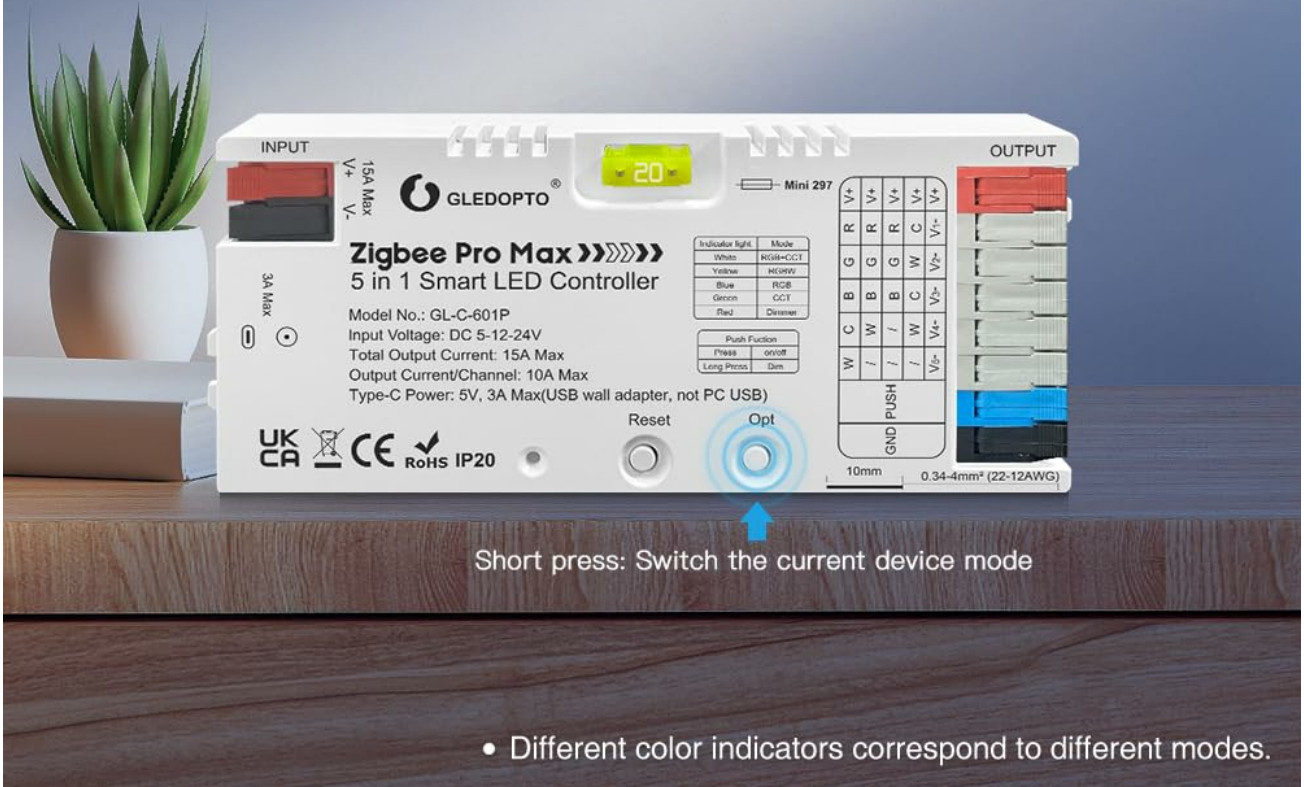 INPUT
OUTPUT
V+
V-
15A Max
20
Mini 297
GLEDOPTO®
Zigbee Pro Max
5 in 1 Smart LED Controller
Model No.: GL-C-601P
Input Voltage: DC 5-12-24V
Total Output Current: 15A Max
Output Current/Channel: 10A Max
Type-C Power: 5V, 3A Max(USB wall adapter, not PC USB)
3A Max
Indicator light Mode
White RGB+CCT
Yellow RGBW
Blue RGB
Green CCT
Red Dimmer
Push Fuction
Press on/off
Long Press Dim
V+ V+ V+ V+ V+
R R R C V1-
G G G W V2-
B B B C V3-
C W / W V4-
W / / / V5-
PUSH
GND
Reset
Opt
UK CA CE RoHS IP20
10mm
0.34-4mm² (22-12AWG)
Short press: Switch the current device mode
• Different color indicators correspond to different modes.